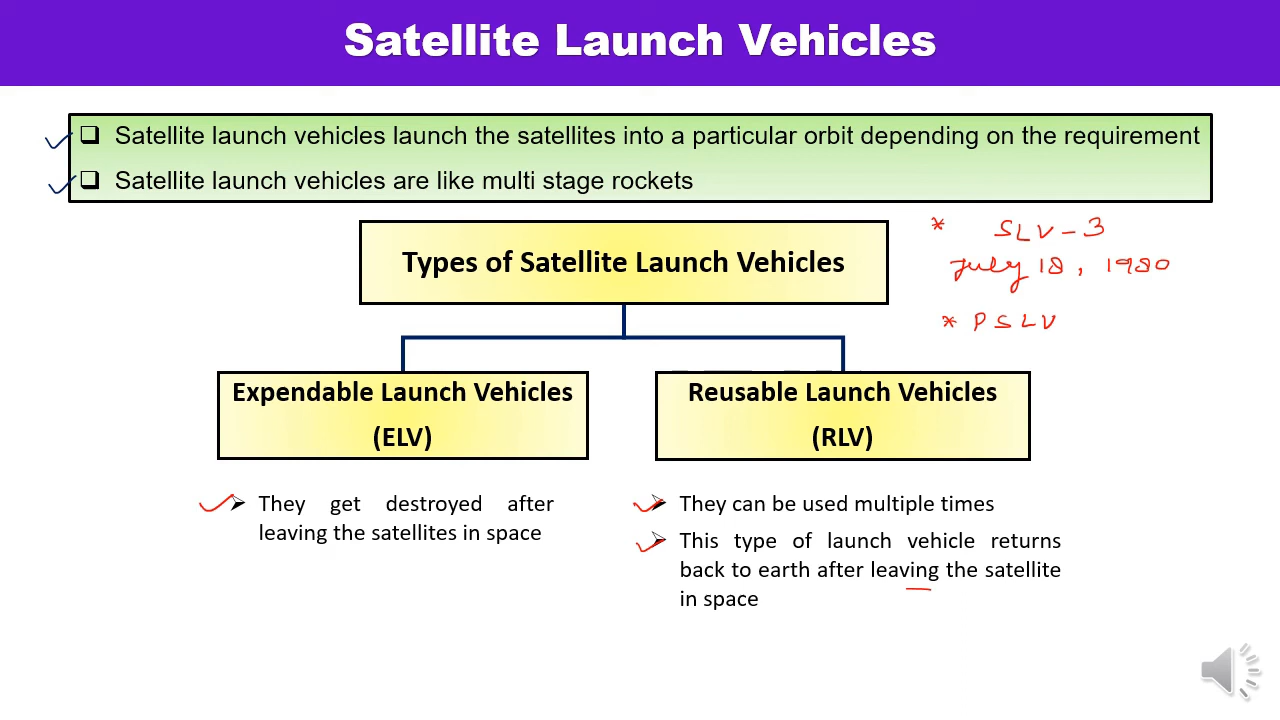 Satellite Launch Vehicles
Satellite launch vehicles launch the satellites into a particular orbit depending on the requirement
Satellite launch vehicles are like multi stage rockets
Types of Satellite Launch Vehicles
* SLV-3
July 18, 1980
* PSLV
Expendable Launch Vehicles
(ELV)
They get destroyed after
leaving the satellites in space
Reusable Launch Vehicles
(RLV)
They can be used multiple times
This type of launch vehicle returns
back to earth after leaving the satellite
in space